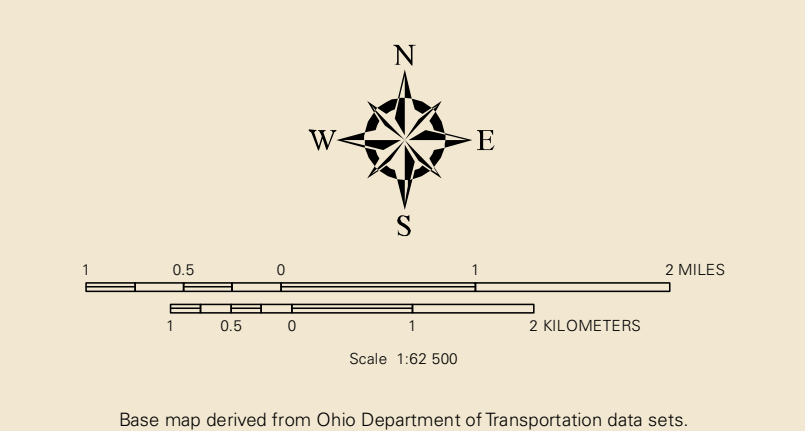 N
W E
S
1 0.5 0 1 2 MILES
1 0.5 0 1 2 KILOMETERS
Scale 1:62 500
Base map derived from Ohio Department of Transportation data sets.